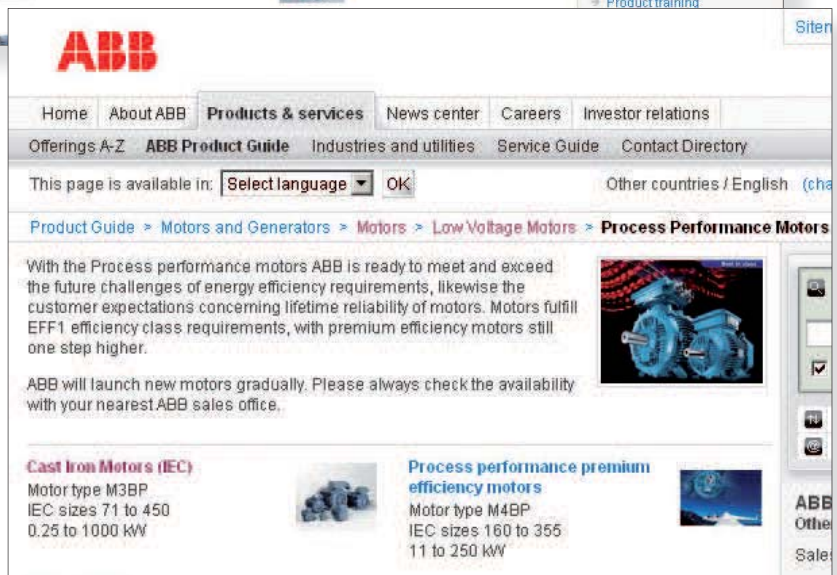 Product training
ABB
Home About ABB Products & services News center Careers Investor relations
Offerings A-Z ABB Product Guide Industries and utilities Service Guide Contact Directory
This page is available in: Select language OK
Other countries / English
Product Guide > Motors and Generators > Motors > Low Voltage Motors > Process Performance Motors
With the Process performance motors ABB is ready to meet and exceed
the future challenges of energy efficiency requirements, likewise the
customer expectations concerning lifetime reliability of motors. Motors fulfill
EFF1 efficiency class requirements, with premium efficiency motors still
one step higher.
ABB will launch new motors gradually. Please always check the availability
with your nearest ABB sales office.
Cast Iron Motors (IEC)
Motor type M3BP
IEC sizes 71 to 450
0.25 to 1000 kW
Process performance premium
efficiency motors
Motor type M4BP
IEC sizes 160 to 355
11 to 250 kW
ABB